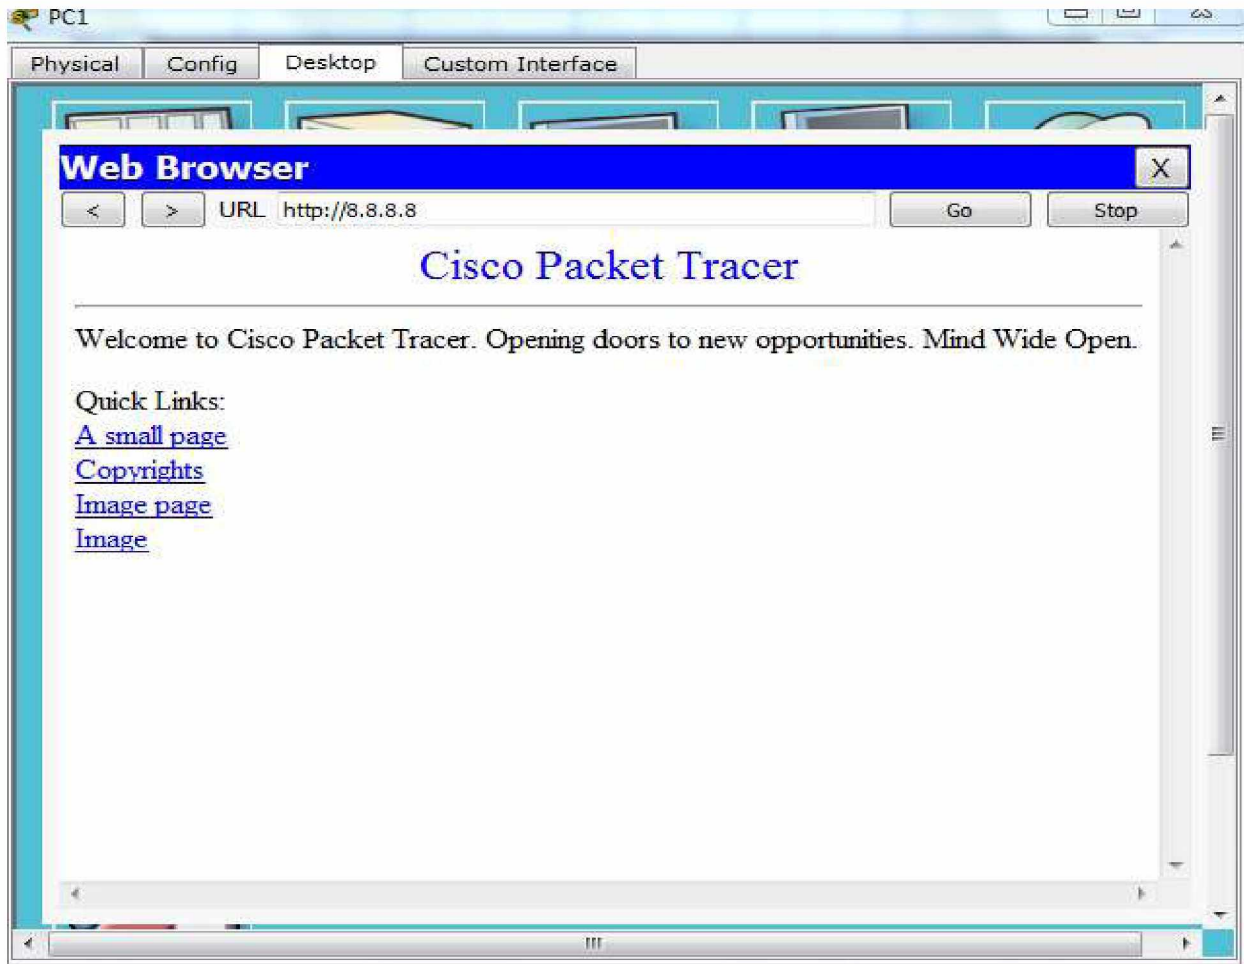 PC1
Physical Config Desktop Custom Interface
Web Browser X
< > URL http://8.8.8.8 Go Stop
Cisco Packet Tracer
Welcome to Cisco Packet Tracer. Opening doors to new opportunities. Mind Wide Open.
Quick Links:
A small page
Copyrights
Image page
Image